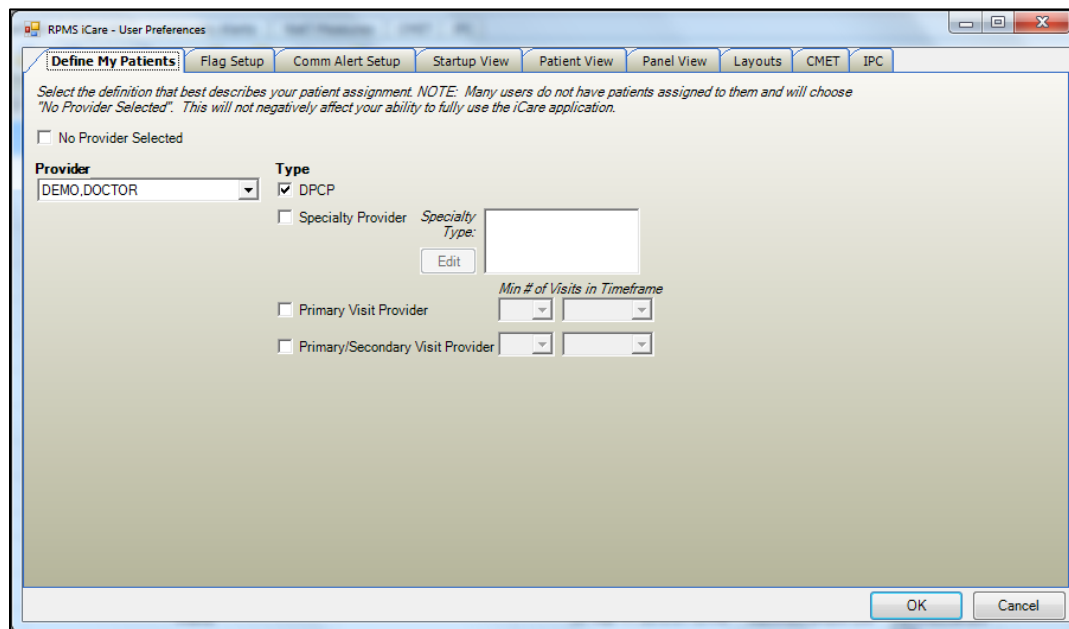 RPMS iCare - User Preferences
Define My Patients Flag Setup Comm Alert Setup Startup View Patient View Panel View Layouts CMET IPC
Select the definition that best describes your patient assignment. NOTE: Many users do not have patients assigned to them and will choose
"No Provider Selected". This will not negatively affect your ability to fully use the iCare application.
No Provider Selected
Provider Type
DEMO,DOCTOR DPCP
Specialty Provider Specialty
Type:
Edit
Min # of Visits in Timeframe
Primary Visit Provider
Primary/Secondary Visit Provider
OK Cancel